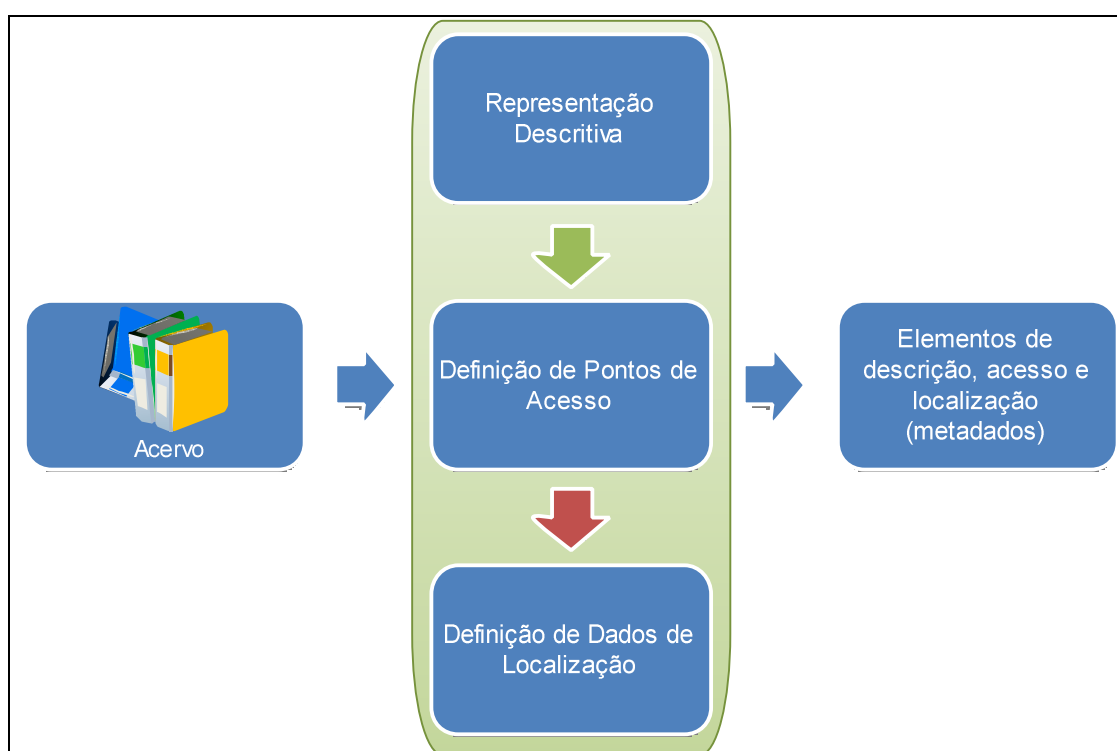 Representação
Descritiva
Acervo
Definição de Pontos de
Acesso
Elementos de
descrição, acesso e
localização
(metadados)
Definição de Dados de
Localização